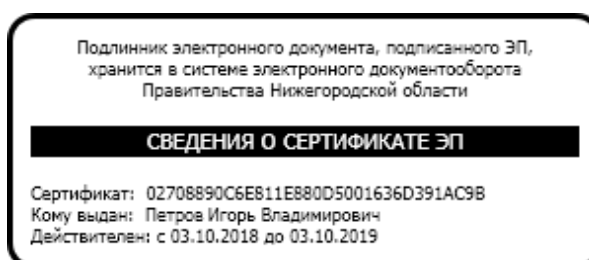 Подлинник электронного документа, подписанного ЭП,
хранится в системе электронного документооборота
Правительства Нижегородской области
СВЕДЕНИЯ О СЕРТИФИКАТЕ ЭП
Сертификат: 02708890C6E811E880D5001636D391AC9B
Кому выдан: Петров Игорь Владимирович
Действителен: с 03.10.2018 до 03.10.2019